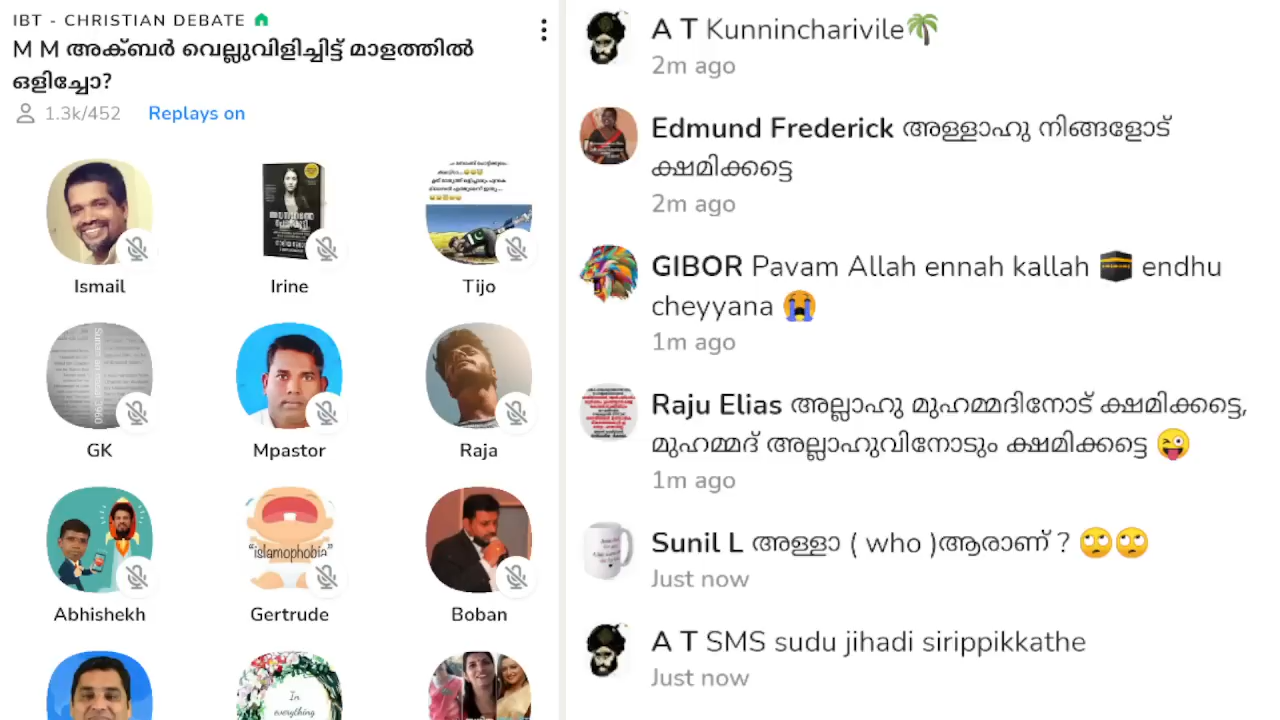 IBT - CHRISTIAN DEBATE
M M അക്ബർ വെല്ലുവിളിച്ചിട്ട് മാളത്തിൽ
ഒളിച്ചോ?
1.3k/452 Replays on
Ismail
Irine
Tijo
GK
Mpastor
Raja
"islamophobia"
Abhishekh
Gertrude
Boban
In
everything
A T Kunnincharivile🌴
2m ago
Edmund Frederick അള്ളാഹു നിങ്ങളോട്
ക്ഷമിക്കട്ടെ
2m ago
GIBOR Pavam Allah ennah kallah 🕋 endhu
cheyyana 😭
1m ago
Raju Elias അല്ലാഹു മുഹമ്മദിനോട് ക്ഷമിക്കട്ടെ,
മുഹമ്മദ് അല്ലാഹുവിനോടും ക്ഷമിക്കട്ടെ 😜
1m ago
Sunil L അള്ളാ ( who )ആരാണ് ? 🙄🙄
Just now
A T SMS sudu jihadi sirippikkathe
Just now